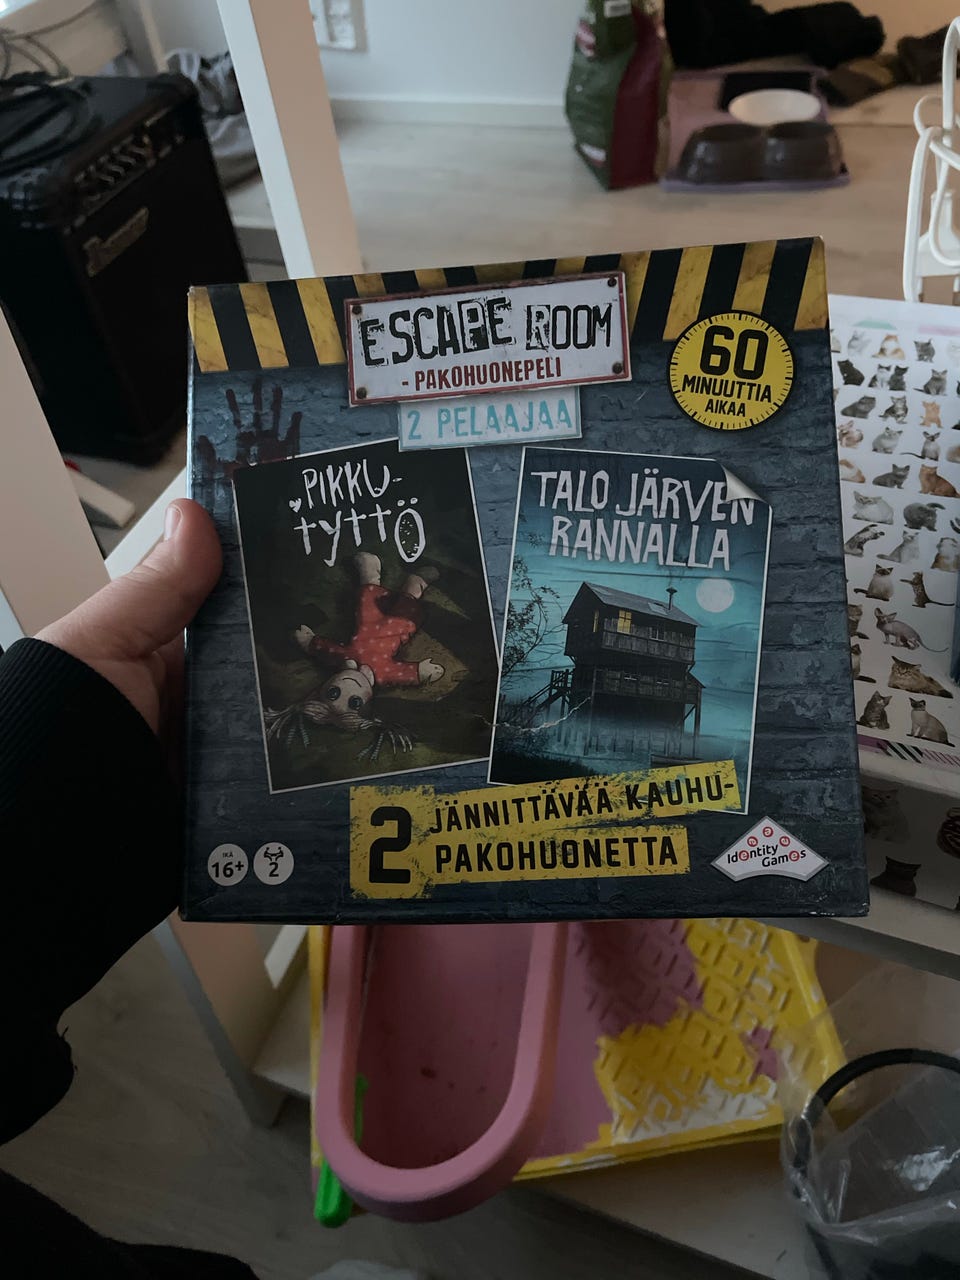 ESCAPE ROOM
- PAKOHUONEPELI
2 PELAAJAA
60
MINUUTTIA
AIKAA
PIKKU-
TYTTÖ
TALO JÄRVEN
RANNALLA
2 JÄNNITTÄVÄÄ KAUHU-
PAKOHUONETTA
IKÄ
16+
2
Identity
Games